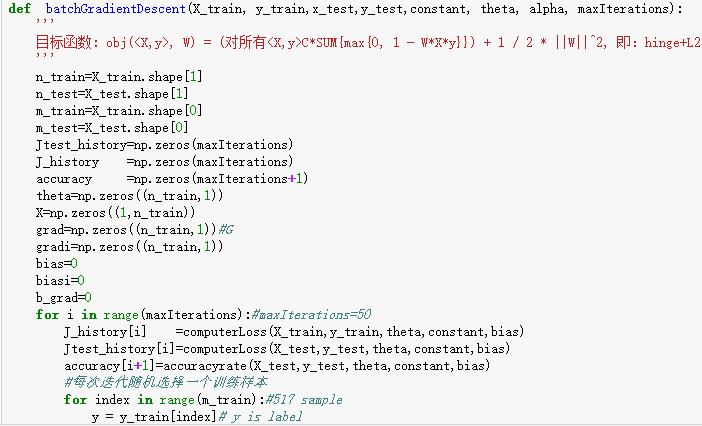 def  batchGradientDescent(X_train, y_train,x_test,y_test,constant, theta, alpha, maxIterations):
'''
目标函数: obj(<X,y>, W) = (对所有<X,y>C*SUM{max{0, 1 - W*X*y}}) + 1 / 2 * ||W||^2, 即: hinge+L2
'''
n_train=X_train.shape[1]
n_test=X_test.shape[1]
m_train=X_train.shape[0]
m_test=X_test.shape[0]
Jtest_history=np.zeros(maxIterations)
J_history    =np.zeros(maxIterations)
accuracy     =np.zeros(maxIterations+1)
theta=np.zeros((n_train,1))
X=np.zeros((1,n_train))
grad=np.zeros((n_train,1))#G
gradi=np.zeros((n_train,1))
bias=0
biasi=0
b_grad=0
for i in range(maxIterations):#maxIterations=50
J_history[i]    =computerLoss(X_train,y_train,theta,constant,bias)
Jtest_history[i]=computerLoss(X_test,y_test,theta,constant,bias)
accuracy[i+1]=accuracyrate(X_test,y_test,theta,constant,bias)
#每次迭代随机选择一个训练样本
for index in range(m_train):#517 sample
y = y_train[index]# y is label